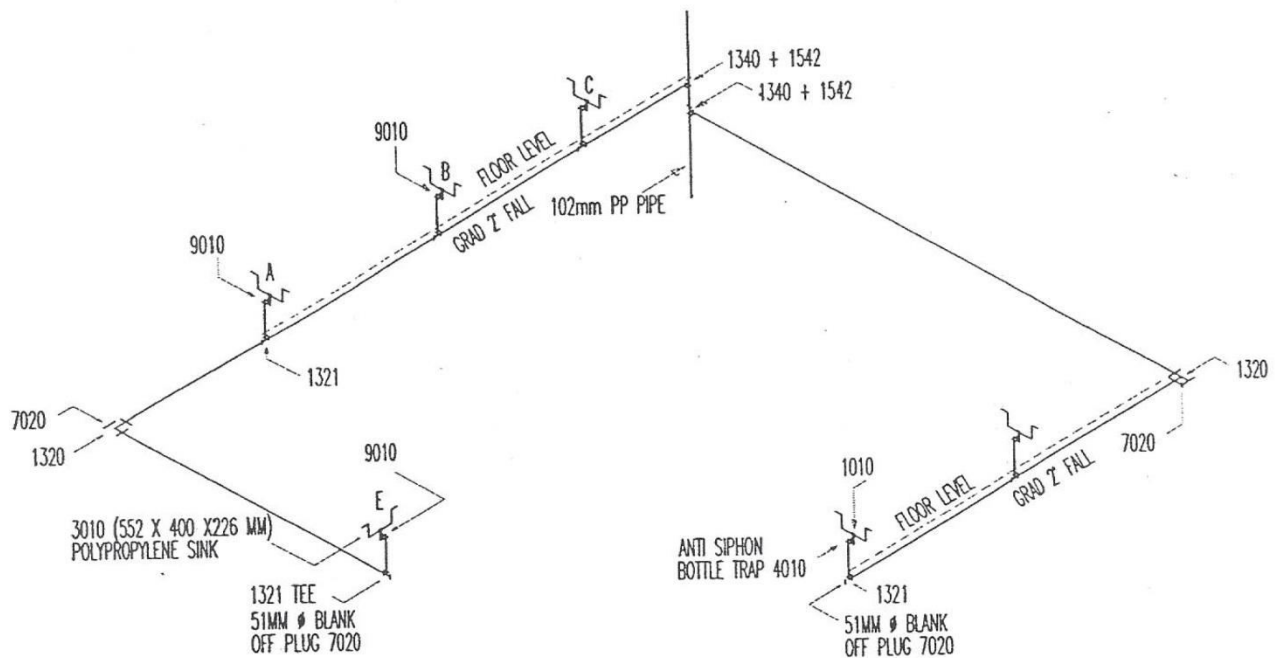 1340 + 1542
1340 + 1542
C
9010
FLOOR LEVEL
B
102mm PP PIPE
GRAD 'Z' FALL
9010
A
1321
1320
7020
7020
1320
9010
E
3010 (552 X 400 X226 MM)
POLYPROPYLENE SINK
1010
FLOOR LEVEL
GRAD 'Z' FALL
ANTI SIPHON
BOTTLE TRAP 4010
1321 TEE
51MM ø BLANK
OFF PLUG 7020
1321
51MM ø BLANK
OFF PLUG 7020